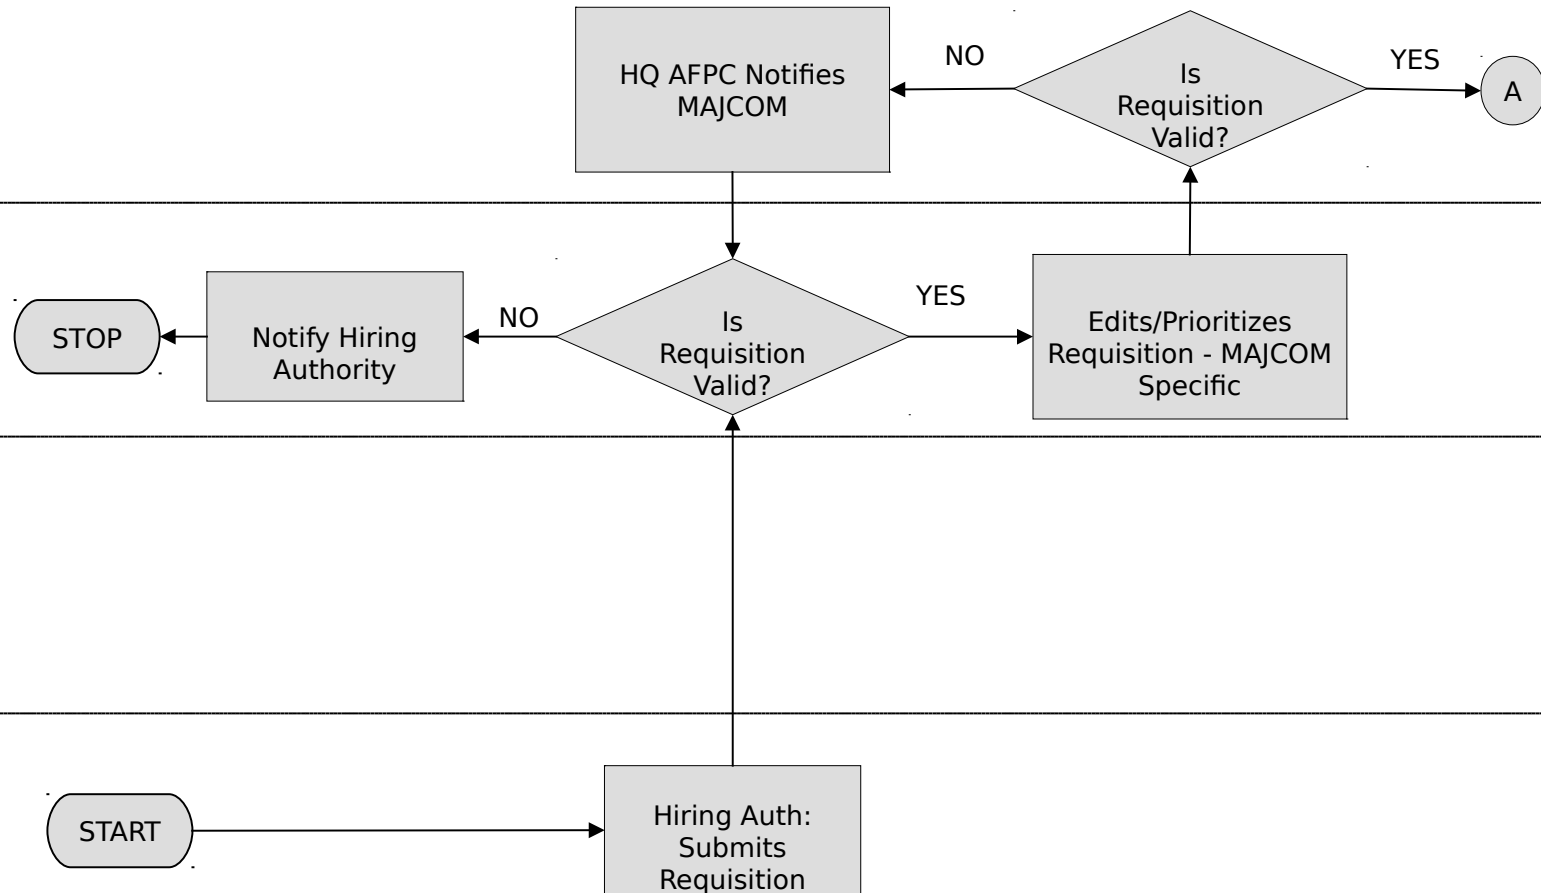 HQ AFPC Notifies
MAJCOM
NO
Is
Requisition
Valid?
YES
A
STOP
Notify Hiring
Authority
NO
Is
Requisition
Valid?
YES
Edits/Prioritizes
Requisition - MAJCOM
Specific
START
Hiring Auth:
Submits
Requisition